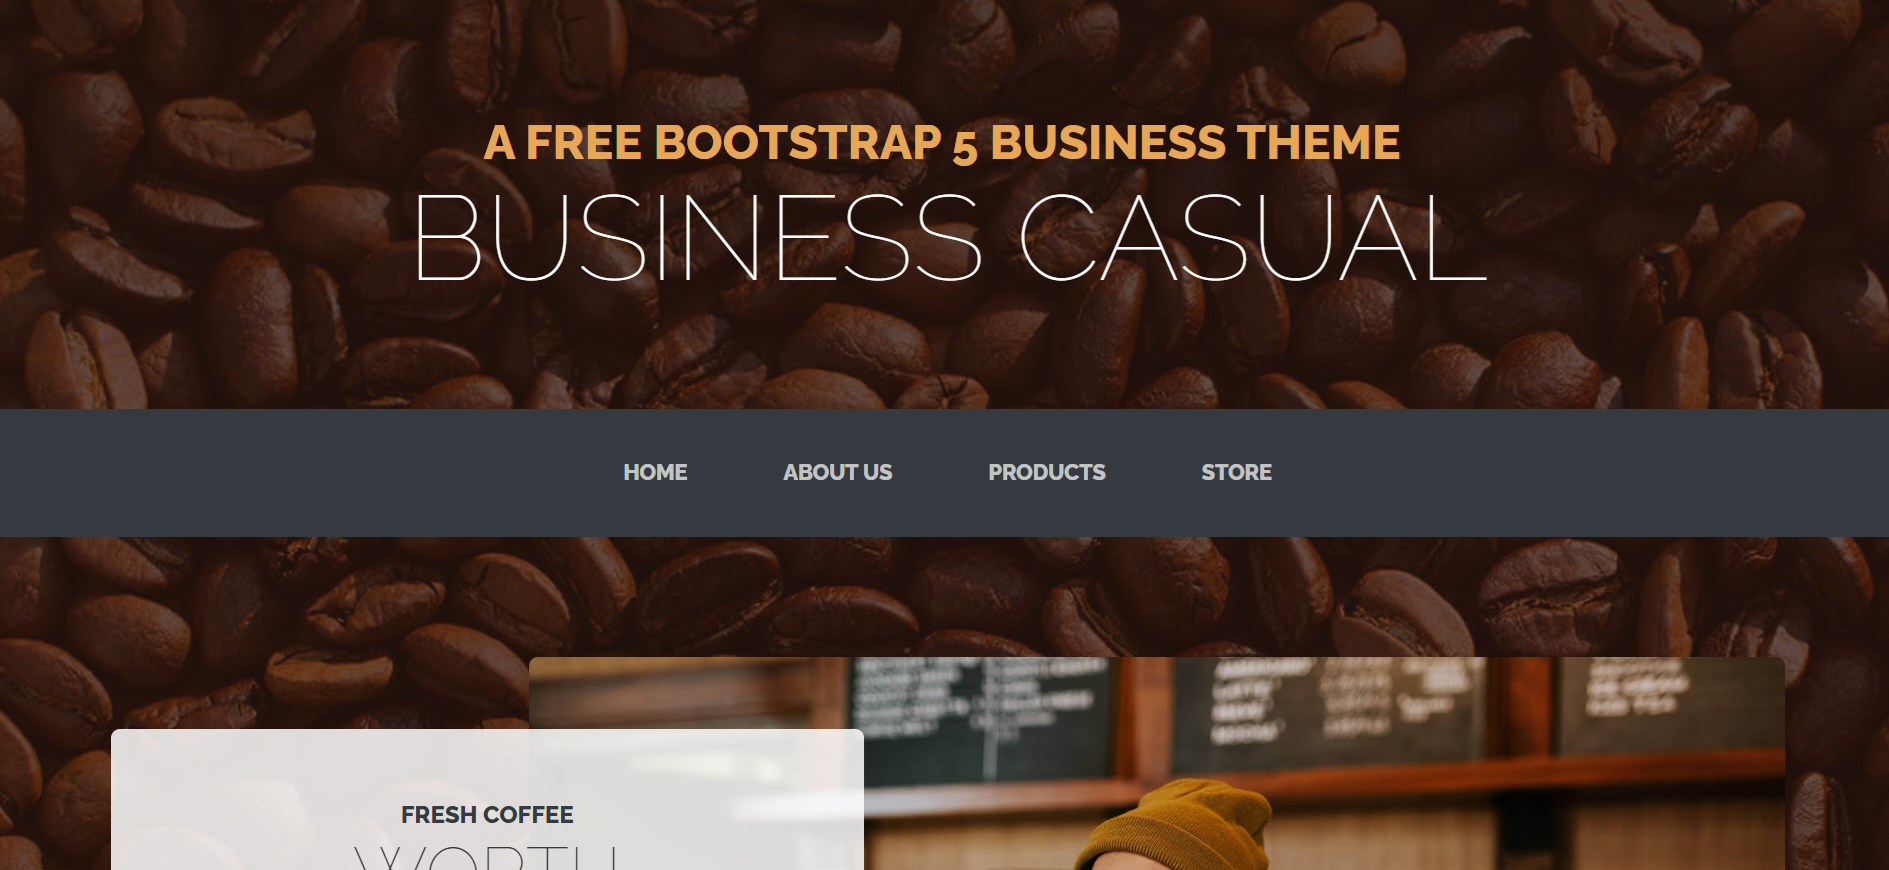 A FREE BOOTSTRAP 5 BUSINESS THEME
BUSINESS CASUAL
HOME
ABOUT US
PRODUCTS
STORE
FRESH COFFEE
WORTH